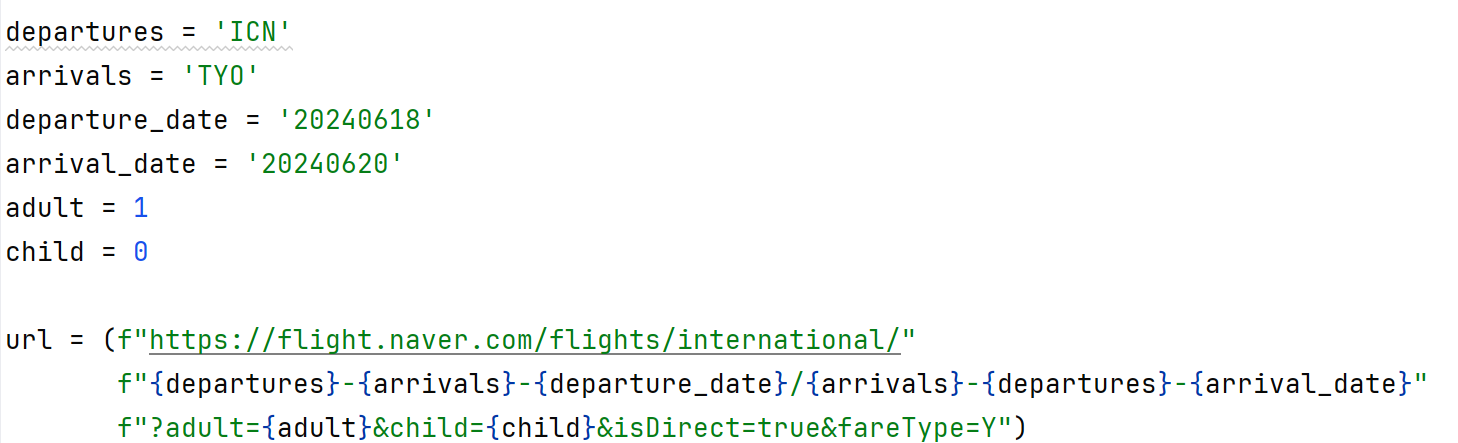 departures = 'ICN'
arrivals = 'TYO'
departure_date = '20240618'
arrival_date = '20240620'
adult = 1
child = 0
url = (f"https://flight.naver.com/flights/international/"
f"{departures}-{arrivals}-{departure_date}/{arrivals}-{departures}-{arrival_date}"
f"?adult={adult}&child={child}&isDirect=true&fareType=Y")